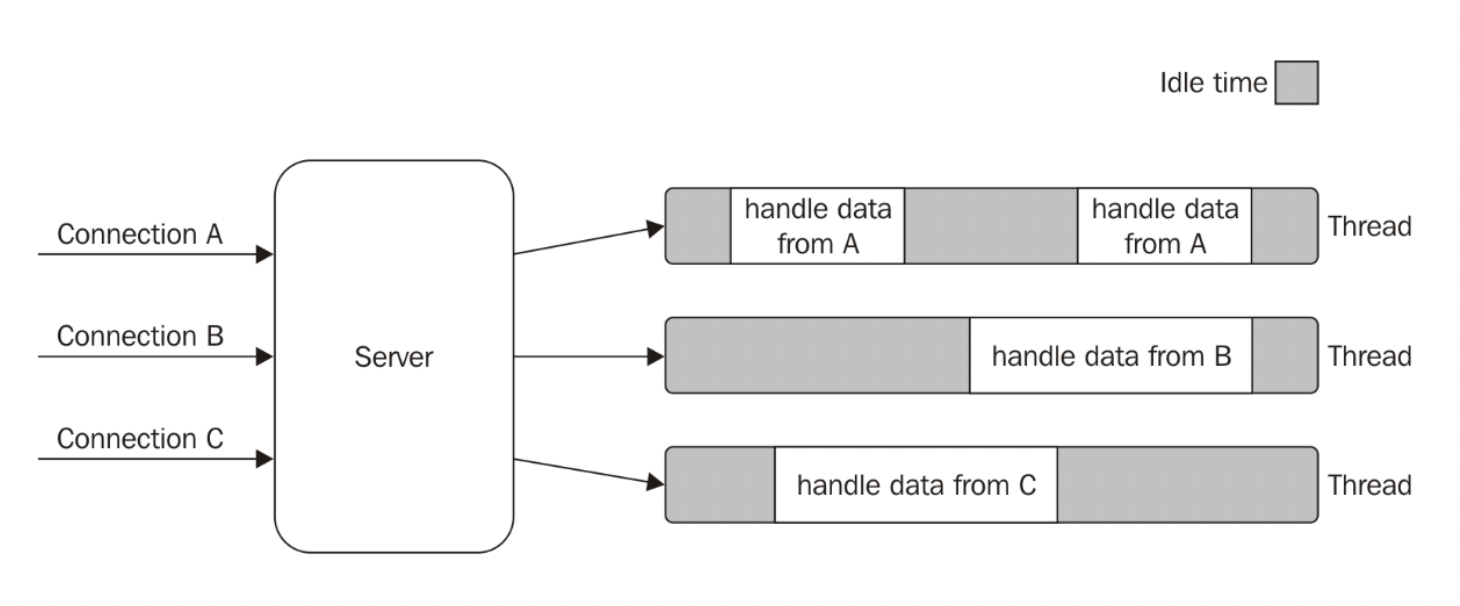 Idle time
Connection A
Connection B
Connection C
Server
handle data
from A
handle data
from A
Thread
handle data from B
Thread
handle data from C
Thread